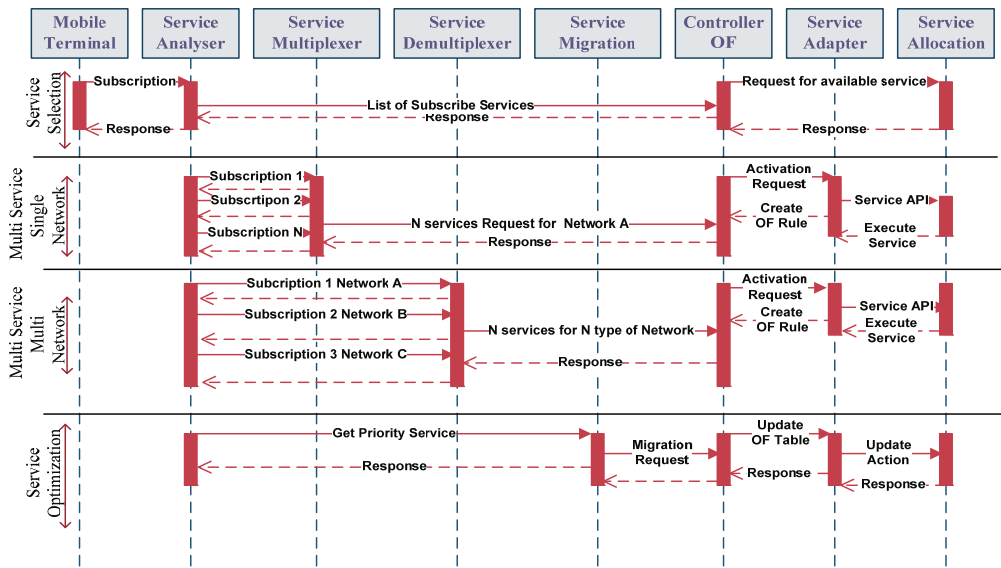 Mobile
Terminal
Service
Analyser
Service
Multiplexer
Service
Demultiplexer
Service
Migration
Controller
OF
Service
Adapter
Service
Allocation
Service
Selection
Subscription
Request for available service
List of Subscribe Services
Response
Response
Response
Multi Service
Single
Network
Subscription 1
Subscritpon 2
Subscription N
N services Request for Network A
Response
Activation
Request
Create
OF Rule
Service API
Execute
Service
Multi Service
Multi
Network
Subcription 1 Network A
Subscription 2 Network B
Subscription 3 Network C
N services for N type of Network
Response
Activation
Request
Create
OF Rule
Service API
Execute
Service
Service
Optimization
Get Priority Service
Response
Migration
Request
Update
OF Table
Response
Update
Action
Response